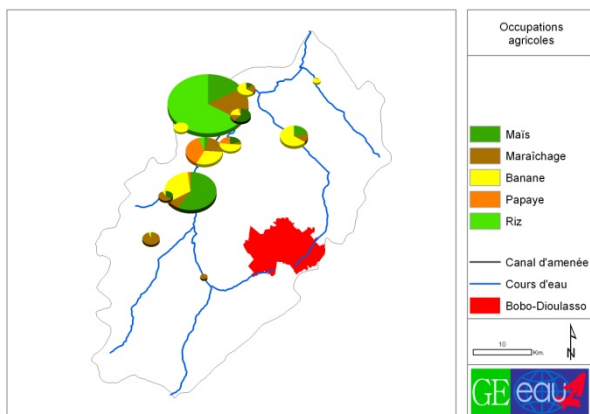 Occupations
agricoles
Maïs
Maraîchage
Banane
Papaye
Riz
Canal d'amenée
Cours d'eau
Bobo-Dioulasso
10
Km.
N
GE eau